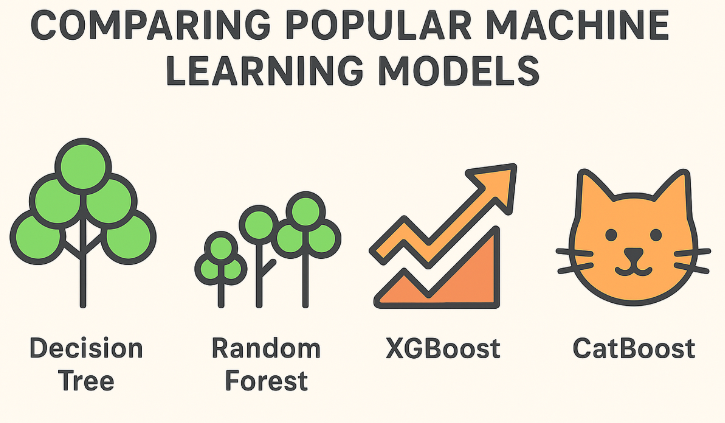 COMPARING POPULAR MACHINE
LEARNING MODELS
Decision
Tree
Random
Forest
XGBoost
CatBoost